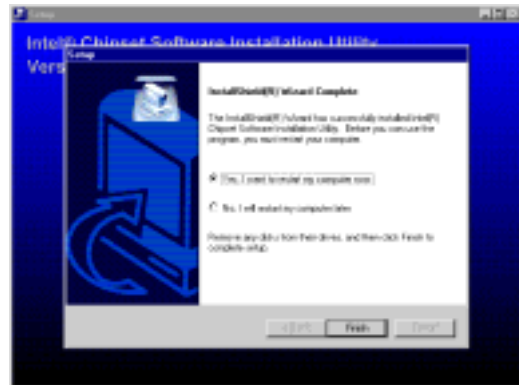 Setup
Intel® Chipset Software Installation Utility
Vers
Setup
InstallShield(R) Wizard Complete
The InstallShield(R) Wizard has successfully installed Intel(R)
Chipset Software Installation Utility. Before you can use the
program, you must restart your computer.
Yes, I want to restart my computer now.
No, I will restart my computer later.
Remove any disks from their drives, and then click Finish to
complete setup.
< Back
Finish
Cancel